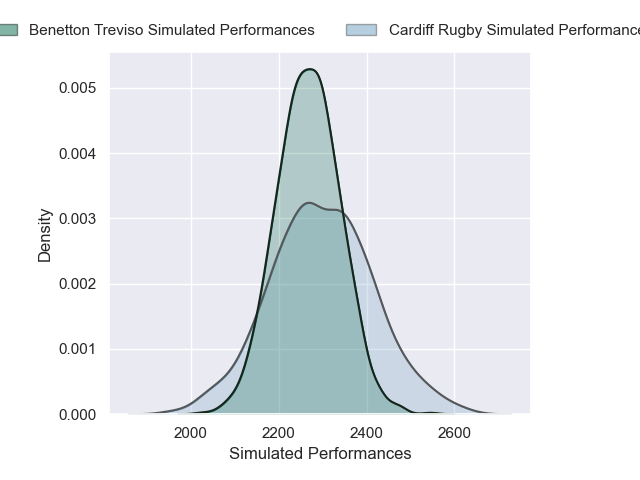 Benetton Treviso Simulated Performances
Cardiff Rugby Simulated Performance
0.005
0.004
0.003
0.002
0.001
0.000
Density
2000 2200 2400 2600
Simulated Performances